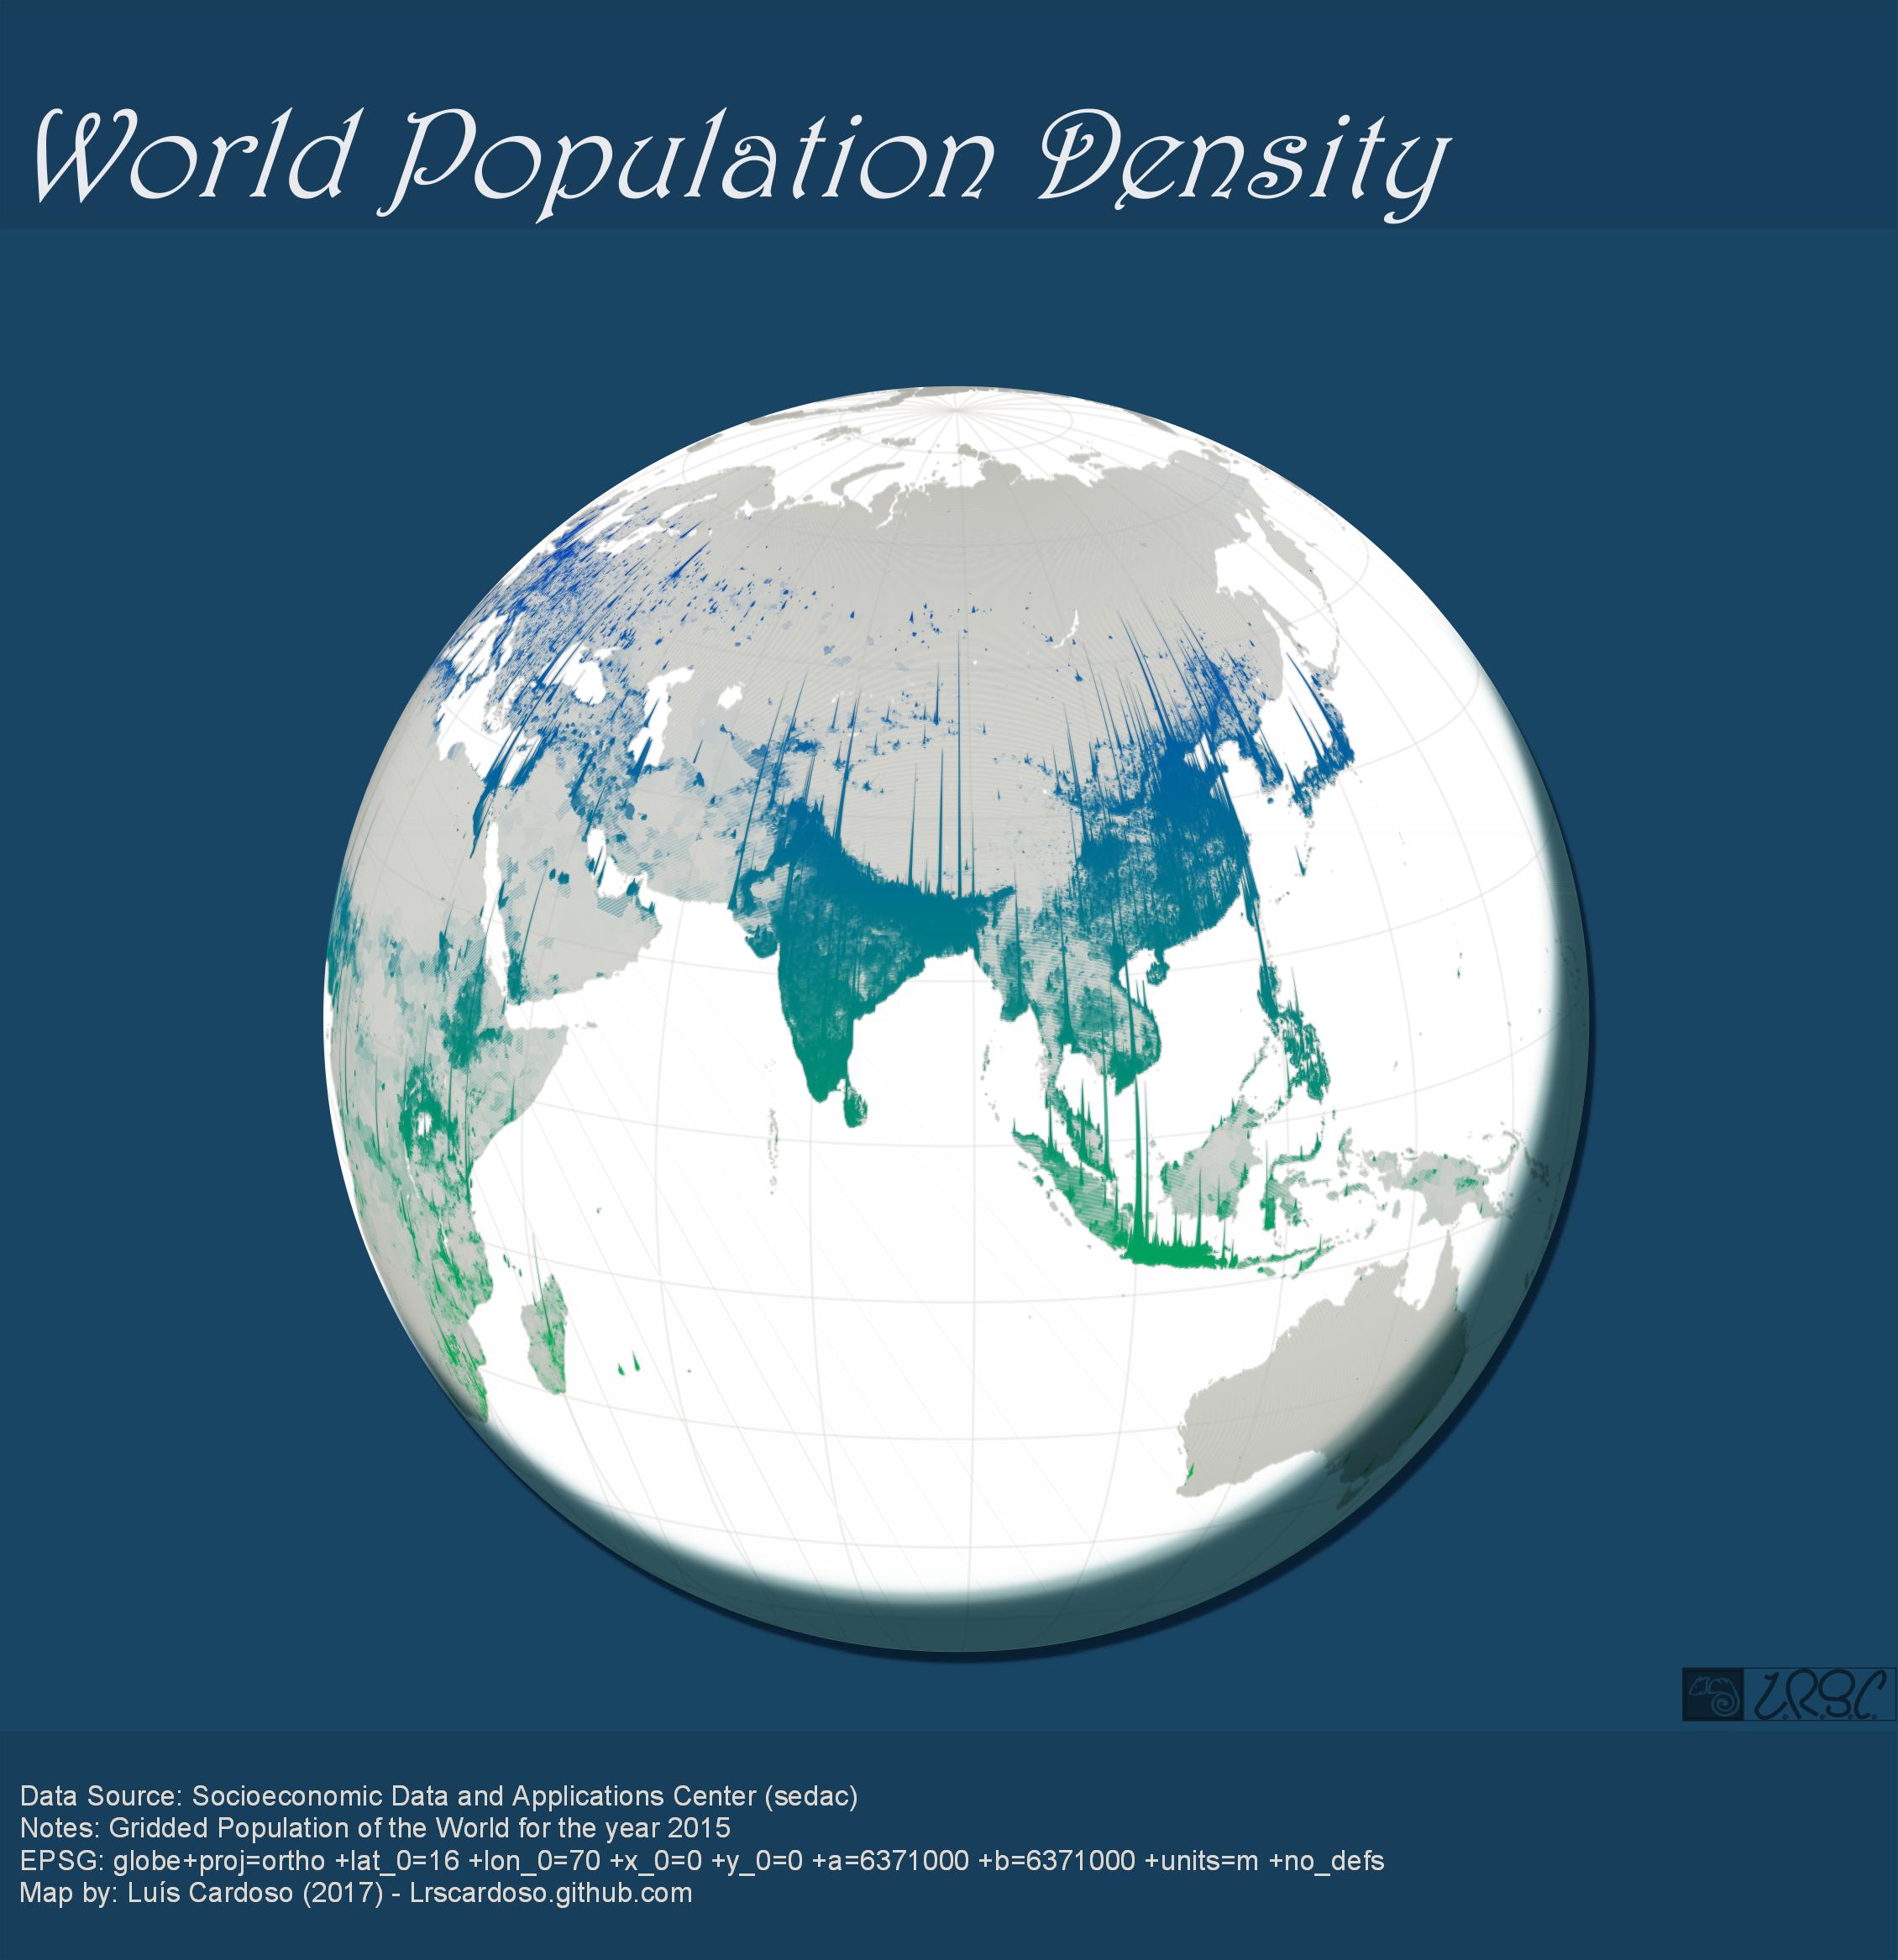 World Population Density
L.R.S.C.
Data Source: Socioeconomic Data and Applications Center (sedac)
Notes: Gridded Population of the World for the year 2015
EPSG: globe+proj=ortho +lat_0=16 +lon_0=70 +x_0=0 +y_0=0 +a=6371000 +b=6371000 +units=m +no_defs
Map by: Luís Cardoso (2017) - Lrscardoso.github.com